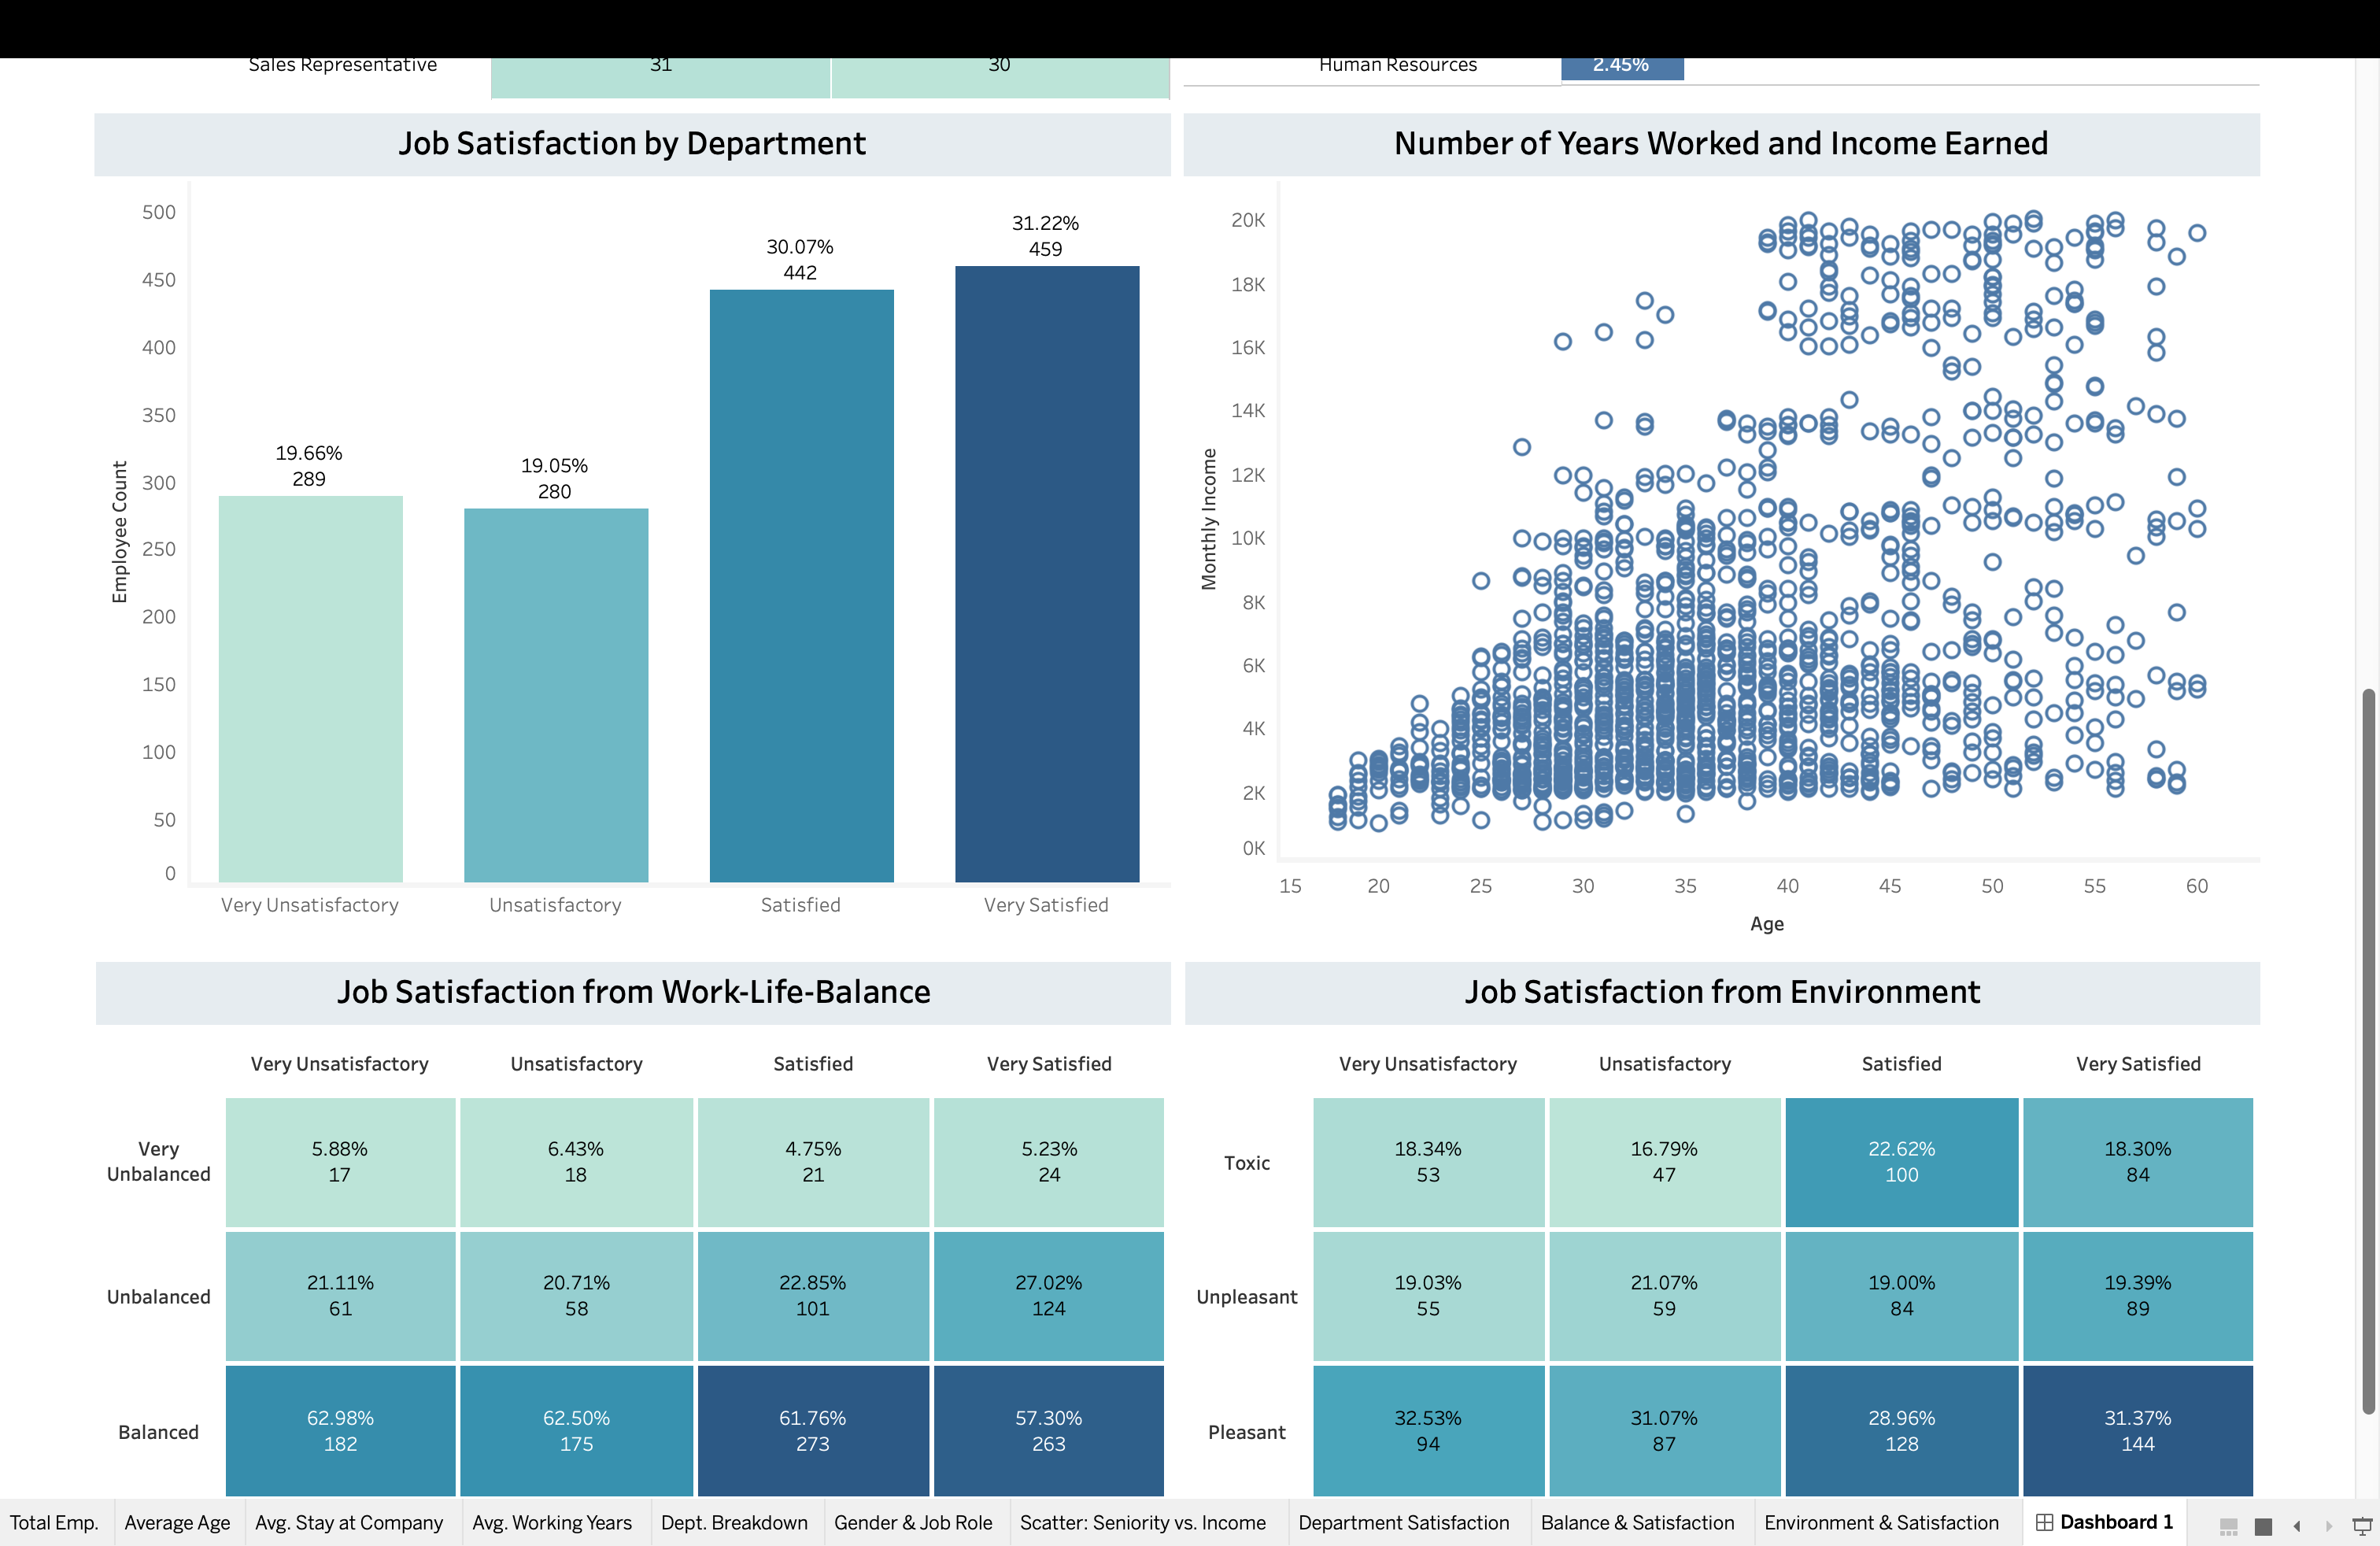 Sales Representative
31
30
Human Resources
2.45%
Job Satisfaction by Department
500
450
400
350
300
250
200
150
100
50
0
Employee Count
19.66%
289
19.05%
280
30.07%
442
31.22%
459
Very Unsatisfactory
Unsatisfactory
Satisfied
Very Satisfied
Number of Years Worked and Income Earned
20K
18K
16K
14K
12K
10K
8K
6K
4K
2K
0K
Monthly Income
15
20
25
30
35
40
45
50
55
60
Age
Job Satisfaction from Work-Life-Balance
Very Unsatisfactory
Unsatisfactory
Satisfied
Very Satisfied
Very
Unbalanced
5.88%
17
6.43%
18
4.75%
21
5.23%
24
Unbalanced
21.11%
61
20.71%
58
22.85%
101
27.02%
124
Balanced
62.98%
182
62.50%
175
61.76%
273
57.30%
263
Job Satisfaction from Environment
Very Unsatisfactory
Unsatisfactory
Satisfied
Very Satisfied
Toxic
18.34%
53
16.79%
47
22.62%
100
18.30%
84
Unpleasant
19.03%
55
21.07%
59
19.00%
84
19.39%
89
Pleasant
32.53%
94
31.07%
87
28.96%
128
31.37%
144
Total Emp.
Average Age
Avg. Stay at Company
Avg. Working Years
Dept. Breakdown
Gender & Job Role
Scatter: Seniority vs. Income
Department Satisfaction
Balance & Satisfaction
Environment & Satisfaction
Dashboard 1